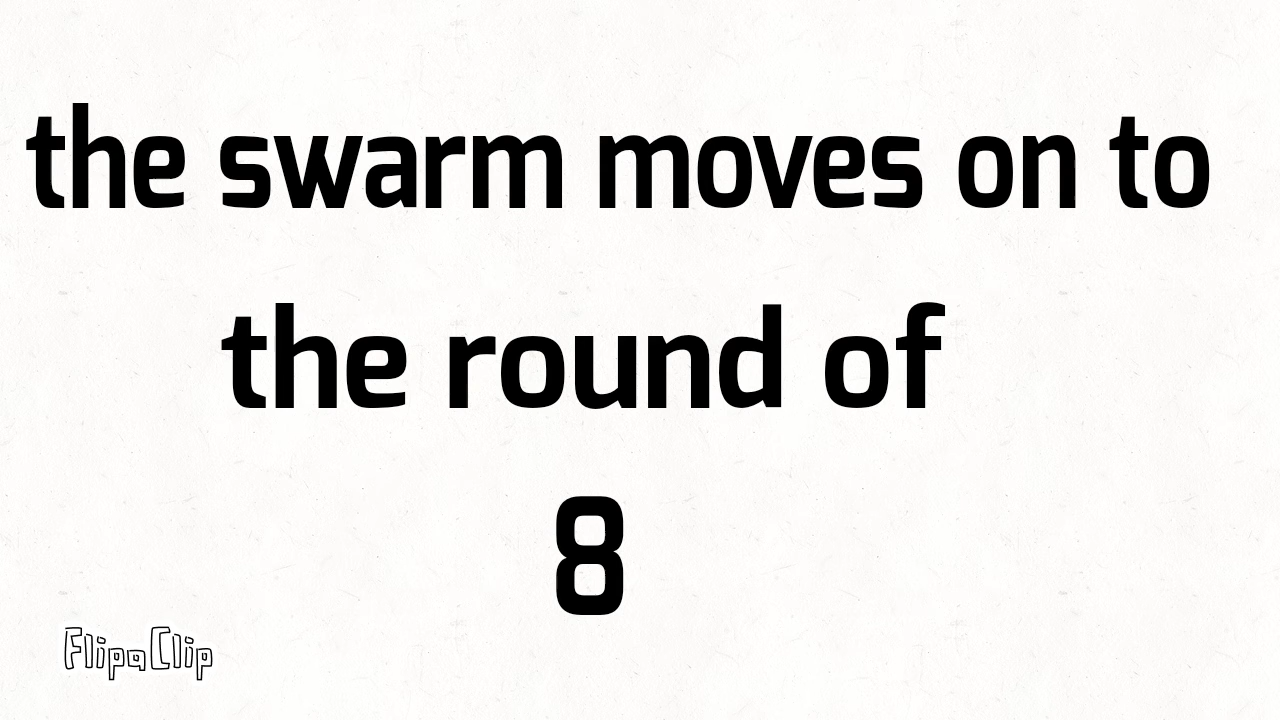 the swarm moves on to
the round of
8
FlipaClip